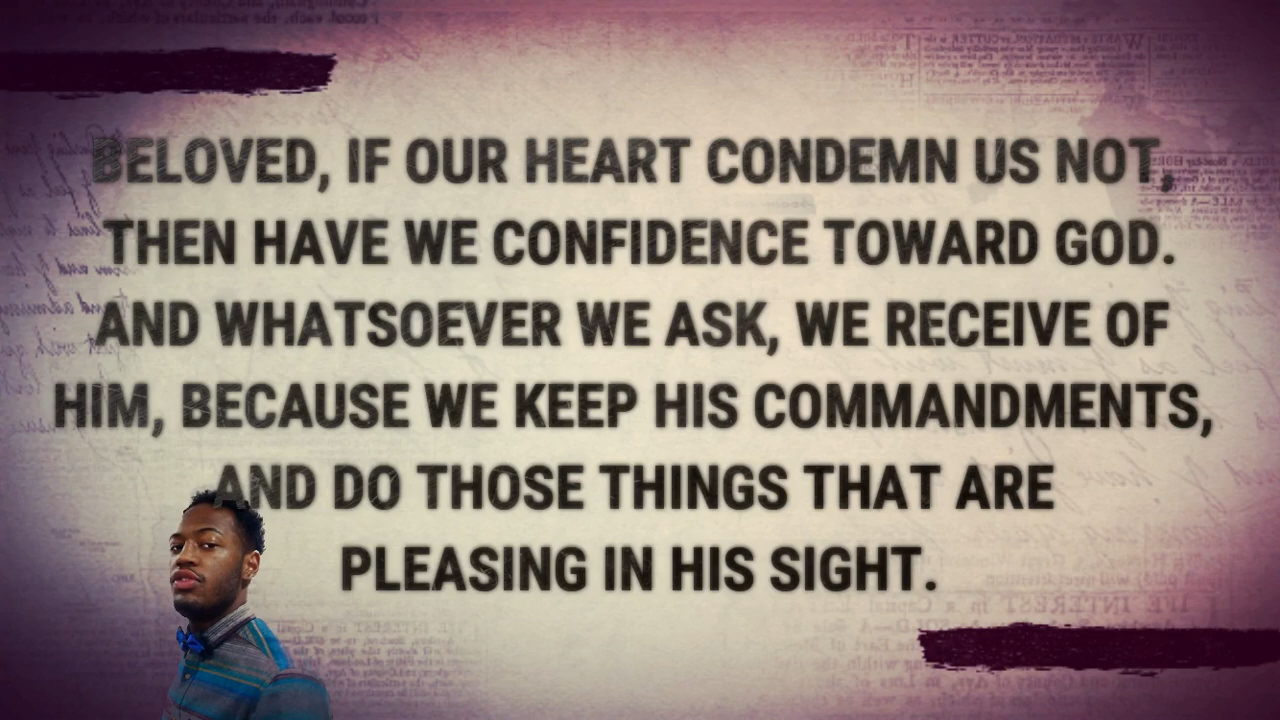 BELOVED, IF OUR HEART CONDEMN US NOT,
THEN HAVE WE CONFIDENCE TOWARD GOD.
AND WHATSOEVER WE ASK, WE RECEIVE OF
HIM, BECAUSE WE KEEP HIS COMMANDMENTS,
AND DO THOSE THINGS THAT ARE
PLEASING IN HIS SIGHT.